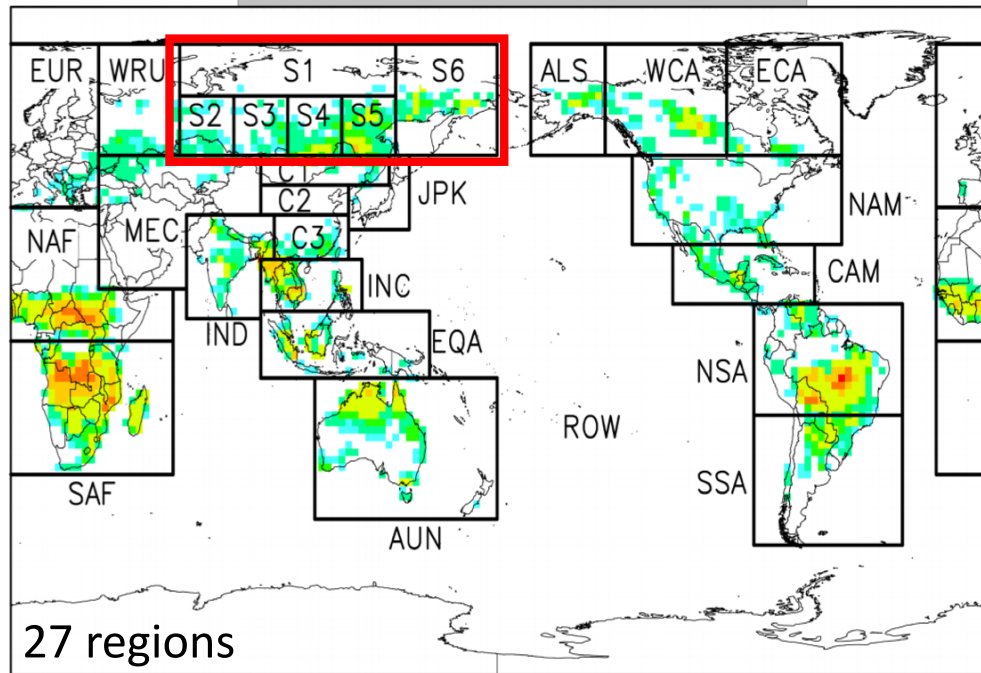 EUR WRU S1 S6 ALS WCA ECA
S2 S3 S4 S5
C1
C2 JPK
NAF MEC C3 NAM
INC CAM
IND EQA
NSA
ROW
SAF SSA
AUN
27 regions